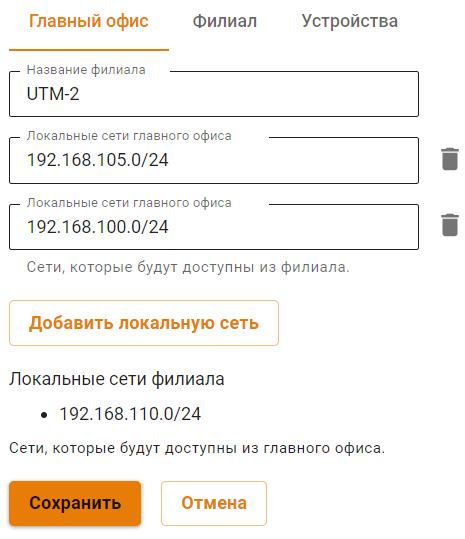 Главный офис Филиал Устройства
Название филиала
UTM-2
Локальные сети главного офиса
192.168.105.0/24
Локальные сети главного офиса
192.168.100.0/24
Сети, которые будут доступны из филиала.
Добавить локальную сеть
Локальные сети филиала
• 192.168.110.0/24
Сети, которые будут доступны из главного офиса.
Сохранить Отмена